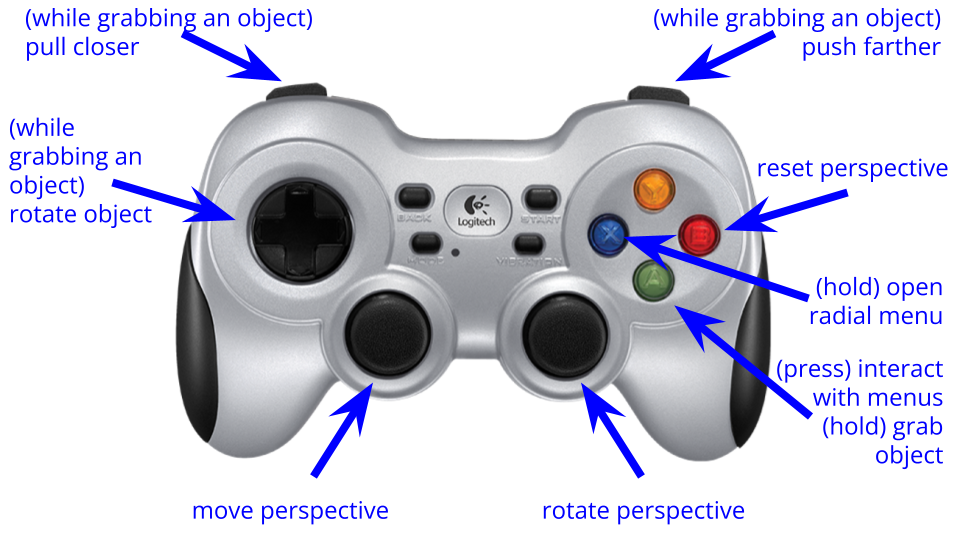 (while grabbing an object)
pull closer
(while grabbing an object)
push farther
(while
grabbing an
object)
rotate object
reset perspective
BACK
Logitech
START
MODE
VIBRATION
Y
X
B
A
(hold) open
radial menu
(press) interact
with menus
(hold) grab
object
move perspective
rotate perspective